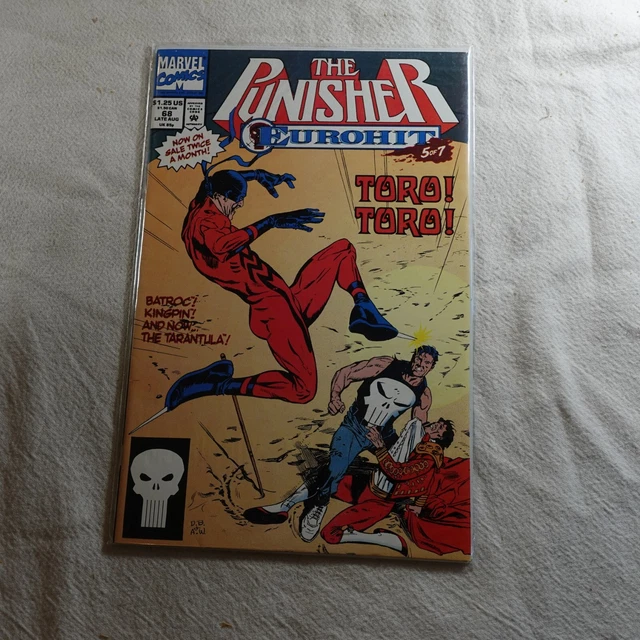 MARVEL
COMICS
$1.25 US
68
LATE AUG
NOW ON
SALE TWICE
A MONTH!
THE
PUNISHER
EUROHIT
5 OF 7
TORO!
TORO!
BATROC!
KINGPIN!
AND NOW--
THE TARANTULA!